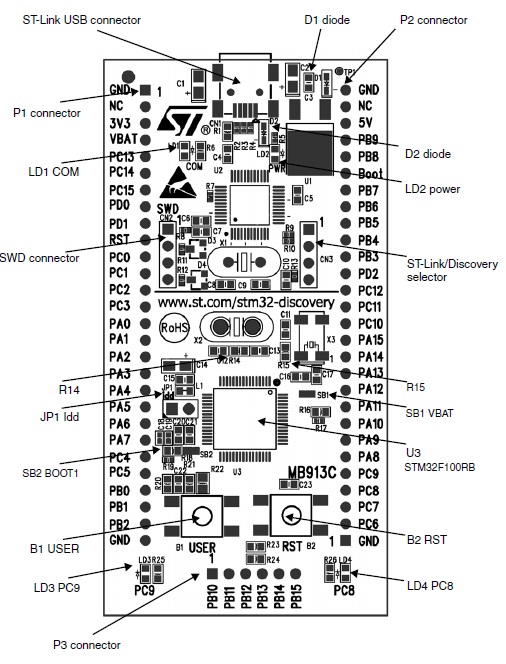 ST-Link USB connector
D1 diode
P2 connector
P1 connector
LD1 COM
SWD connector
R14
JP1 Idd
SB2 BOOT1
B1 USER
LD3 PC9
P3 connector
D2 diode
LD2 power
ST-Link/Discovery
selector
R15
SB1 VBAT
U3
STM32F100RB
B2 RST
LD4 PC8
C1
C2
D1
TP1
C3
GND 1
NC
3V3
VBAT
PC13
PC14
PC15
PD0
PD1
RST
PC0
PC1
PC2
PC3
PA0
PA1
PA2
PA3
PA4
PA5
PA6
PA7
PC4
PC5
PB0
PB1
PB2
GND
GND
NC
5V
PB9
PB8
Boot
PB7
PB6
PB5
PB4
PB3
PD2
PC12
PC11
PC10
PA15
PA14
PA13
PA12
PA11
PA10
PA9
PA8
PC9
PC8
PC7
PC6
1 GND
ST ®
CN1
R1
R2
R3
R4
D2
R5
LD1
R6
COM
C4
LD2
PWR
U2
U1
R7
C5
SWD
CN2
1
C6
C7
R8
D3
X1
R9
R10
1
R11
D4
R12
C8
C9
C10
R13
CN3
www.st.com/stm32-discovery
RoHS
X2
C11
X3
C12
R14
C13
R15
C14
C15
C16
C17
JP1
L1
Idd
SB1
C18
C19
C20
C21
R16
R17
R18
R19
R21
SB2
R20
C22
R22
U3
MB913C
C23
B1 USER
RST B2
R23
R24
LD3
R25
PC9
R26
LD4
PC8
1
PB10
PB11
PB12
PB13
PB14
PB15